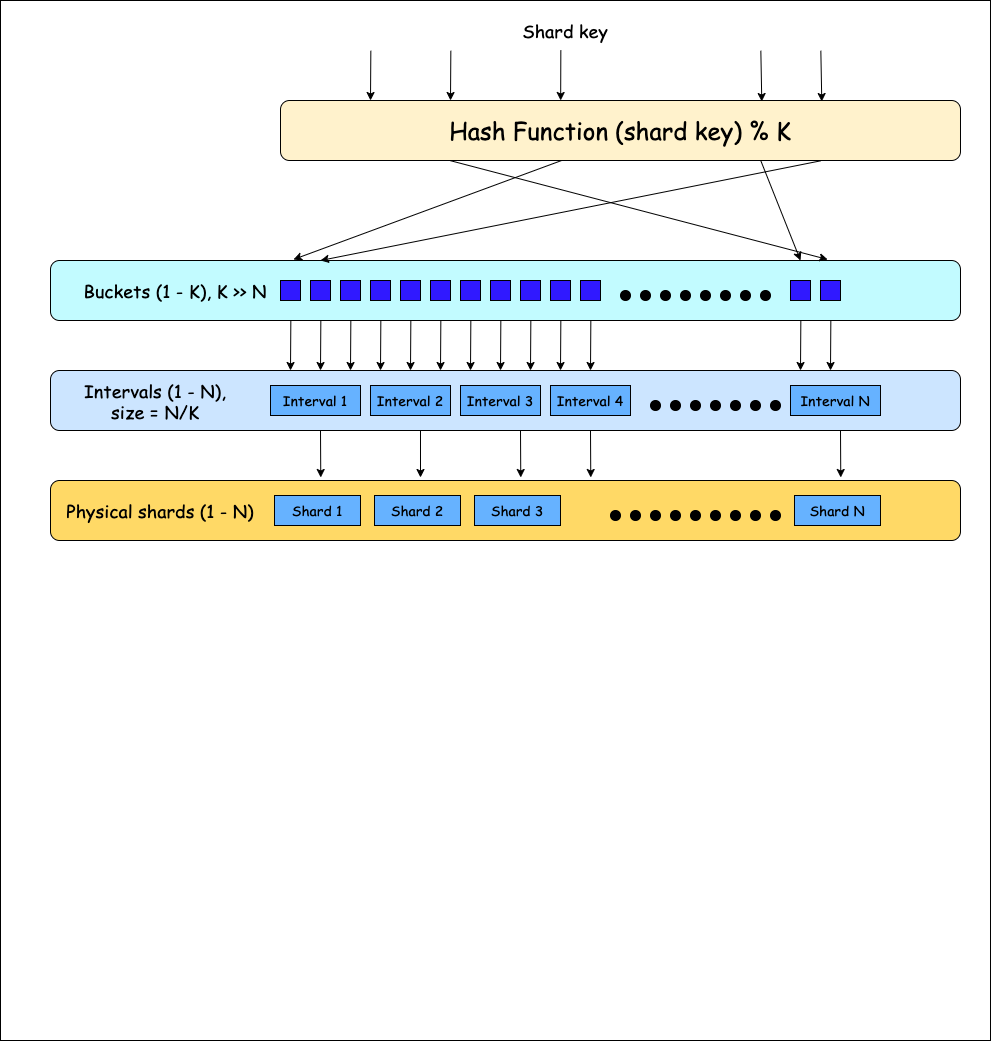 Shard key
Hash Function (shard key) % K
Buckets (1 - K), K >> N
Intervals (1 - N),
size = N/K
Interval 1
Interval 2
Interval 3
Interval 4
Interval N
Physical shards (1 - N)
Shard 1
Shard 2
Shard 3
Shard N